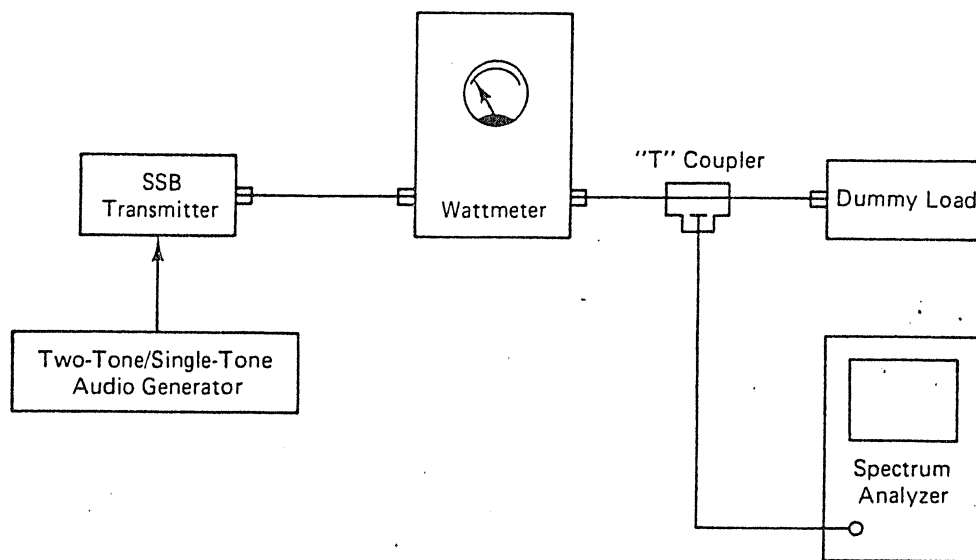 "T" Coupler
SSB
Transmitter
Wattmeter
Dummy Load
Two-Tone/Single-Tone
Audio Generator
Spectrum
Analyzer